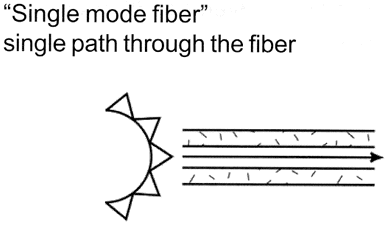 “Single mode fiber”
single path through the fiber